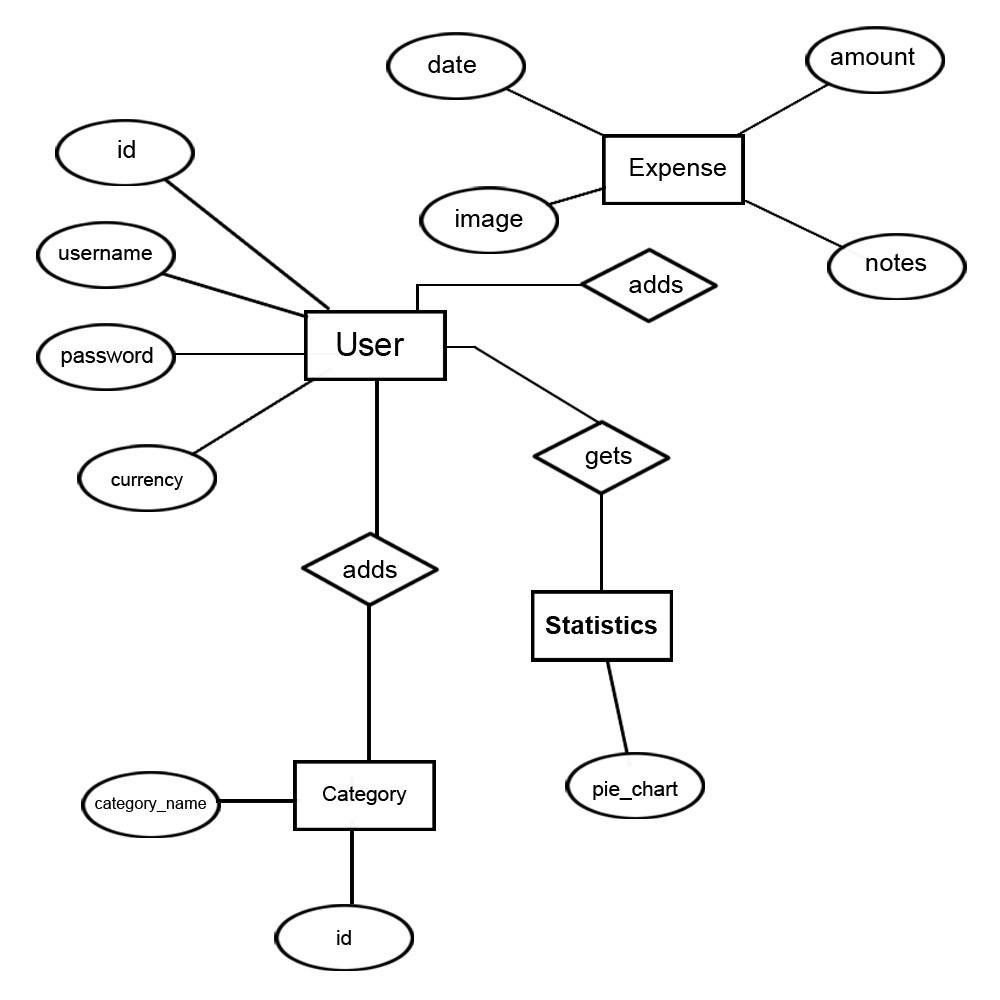 date
amount
id
Expense
image
username
notes
adds
User
password
gets
currency
adds
Statistics
pie_chart
Category
category_name
id